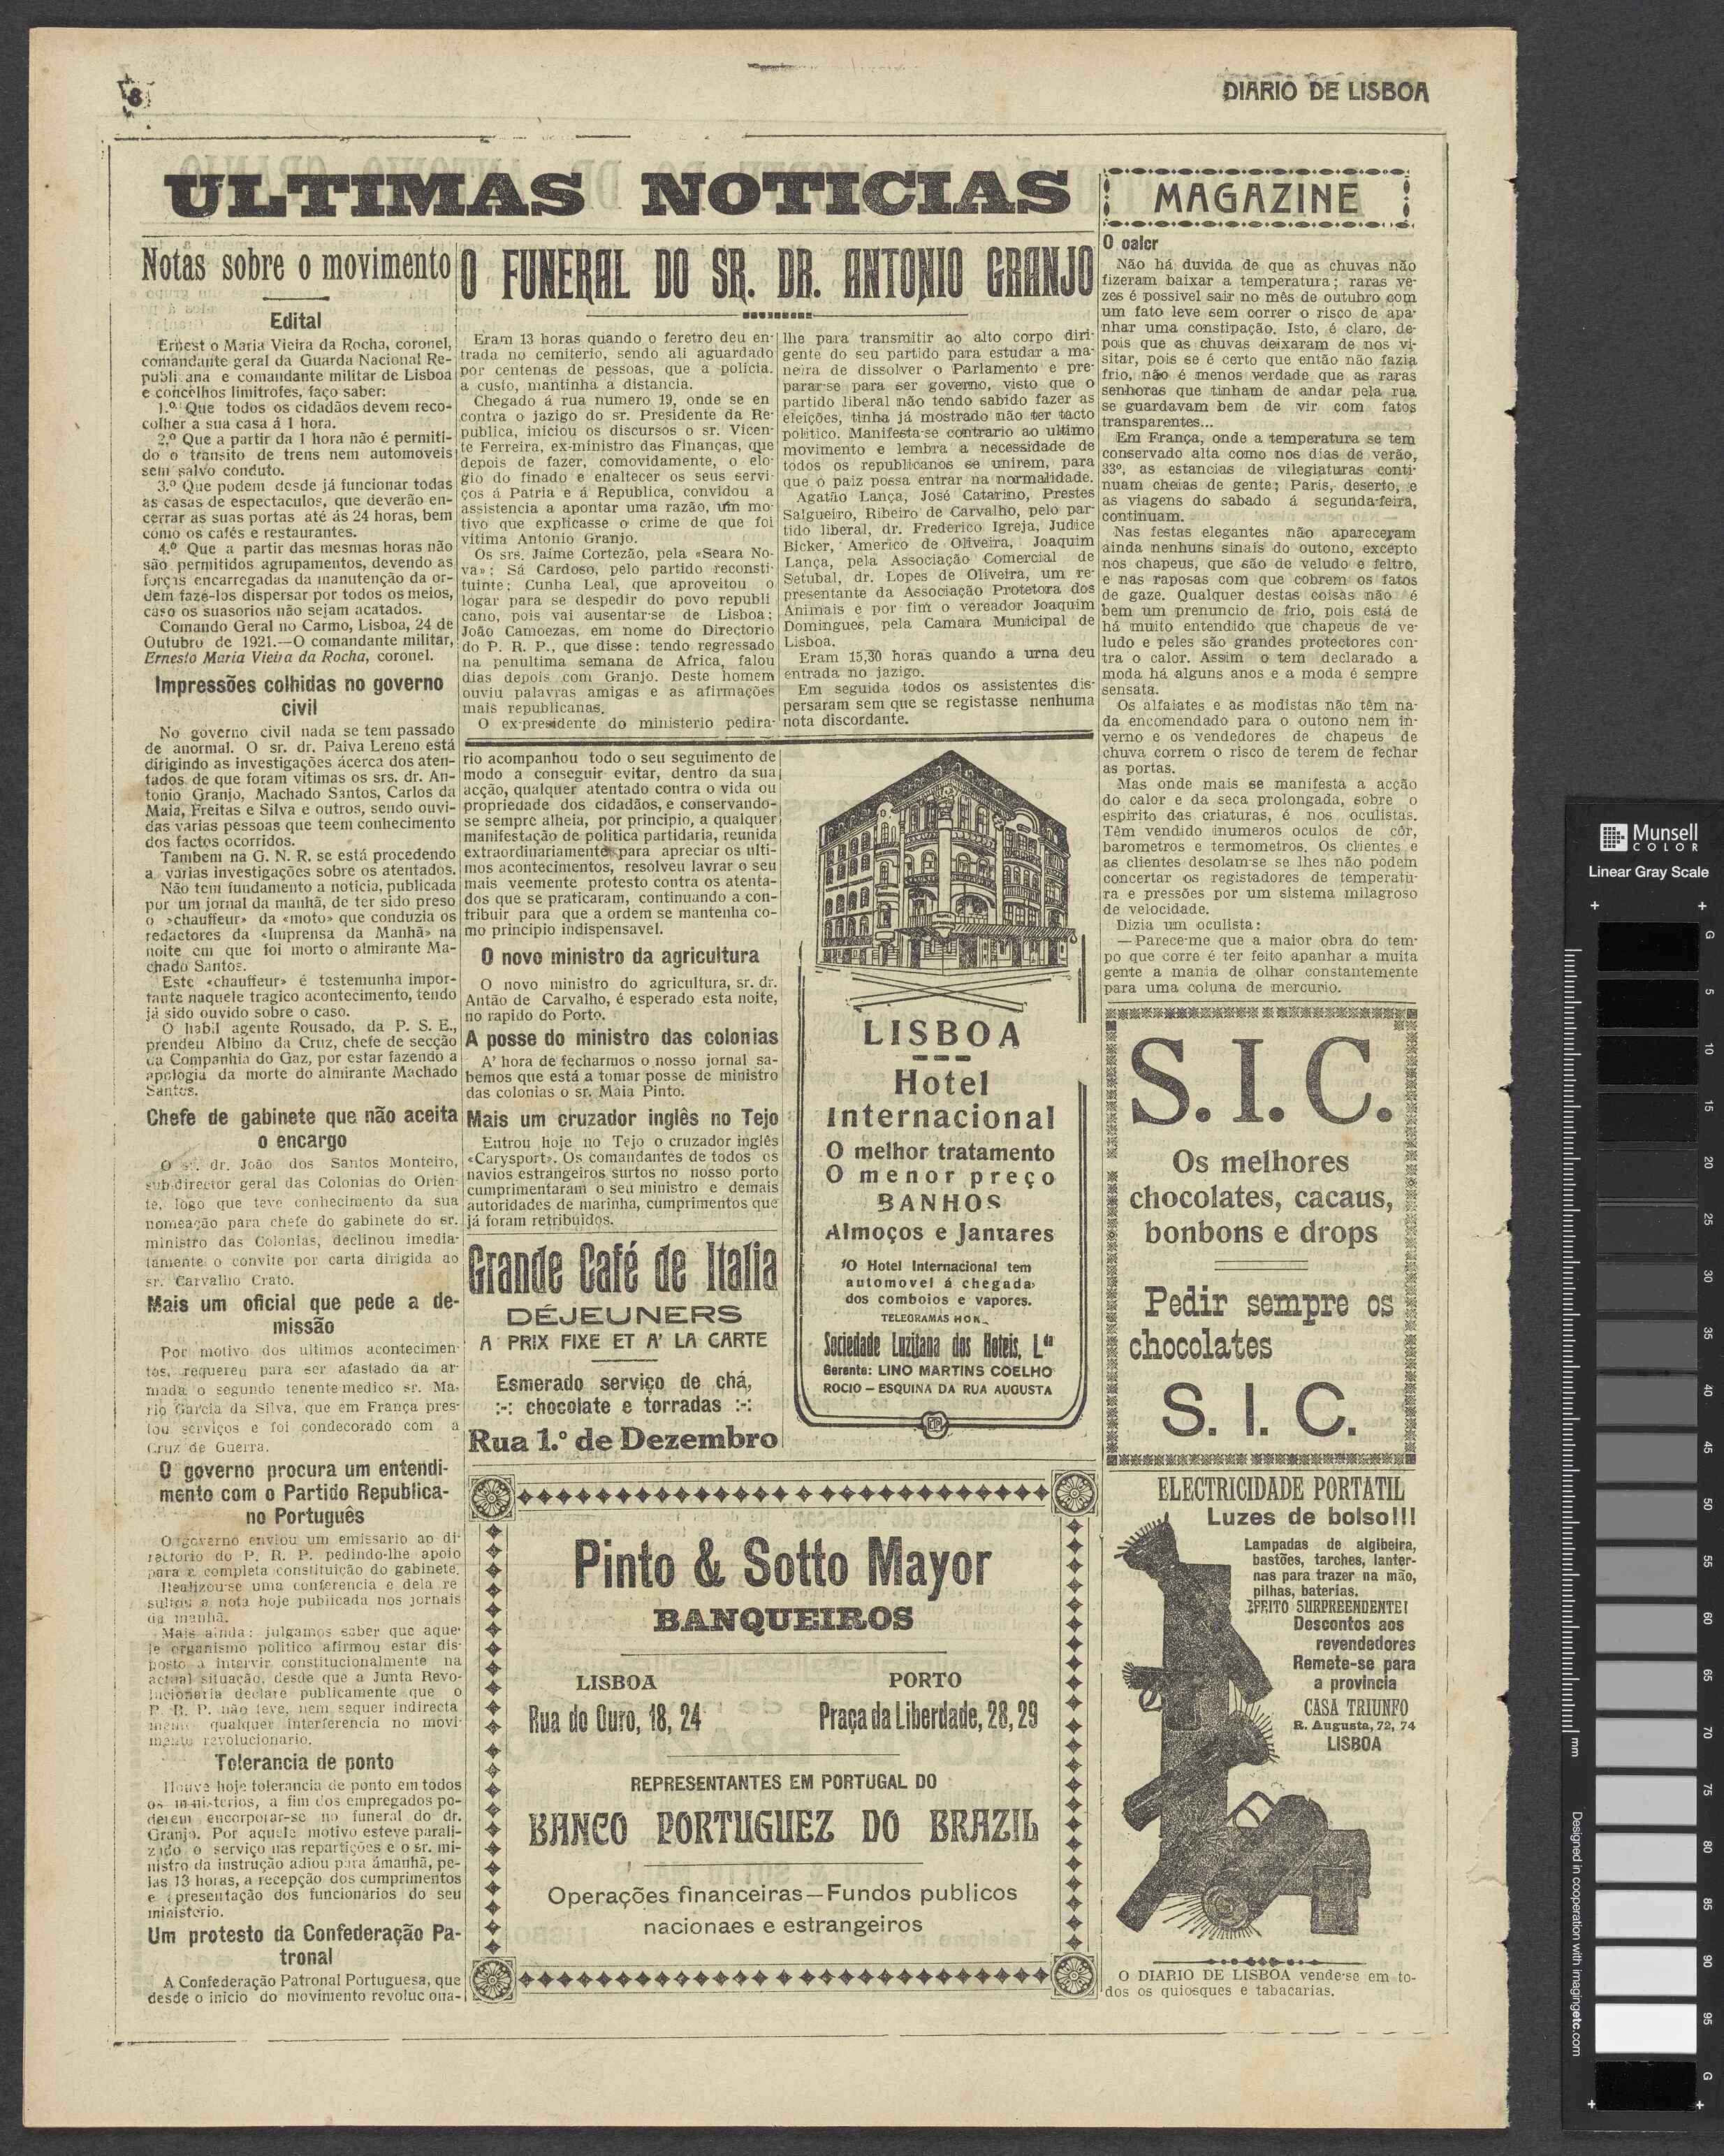 8
DIARIO DE LISBOA
ULTIMAS NOTICIAS
Notas sobre o movimento
Edital
Ernest o Maria Vieira da Rocha, coronel,
comandante geral da Guarda Nacional Re-
publi ana e comandante militar de Lisboa
e concelhos limitrofes, faço saber:
1.º Que todos os cidadãos devem reco-
lher a sua casa á 1 hora.
2.º Que a partir da 1 hora não é permiti-
do o transito de trens nem automoveis
sem salvo conduto.
3.º Que podem desde já funcionar todas
as casas de espectaculos, que deverão en-
cerrar as suas portas até ás 24 horas, bem
como os cafés e restaurantes.
4.º Que a partir das mesmas horas não
são permitidos agrupamentos, devendo as
forças encarregadas da manutenção da or-
dem fazê-los dispersar por todos os meios,
caso os suasorios não sejam acatados.
Comando Geral no Carmo, Lisboa, 24 de
Outubro de 1921.—O comandante militar,
Ernesto Maria Vieira da Rocha, coronel.
Impressões colhidas no governo
civil
No governo civil nada se tem passado
de anormal. O sr. dr. Paiva Lereno está
dirigindo as investigações ácerca dos aten-
tados de que foram vitimas os srs. dr. An-
tonio Granjo, Machado Santos, Carlos da
Maia, Freitas e Silva e outros, sendo ouvi-
das varias pessoas que teem conhecimento
dos factos ocorridos.
Tambem na G. N. R. se está procedendo
a varias investigações sobre os atentados.
Não tem fundamento a noticia, publicada
por um jornal da manhã, de ter sido preso
o »chauffeur» da «moto» que conduzia os
redactores da «Imprensa da Manhã» na
noite em que foi morto o almirante Ma-
chado Santos.
Este «chauffeur» é testemunha impor-
tante naquele tragico acontecimento, tendo
já sido ouvido sobre o caso.
O habil agente Rousado, da P. S. E.,
prendeu Albino da Cruz, chefe de secção
da Companhia do Gaz, por estar fazendo a
apologia da morte do almirante Machado
Santos.
Chefe de gabinete que não aceita
o encargo
O sr. dr. João dos Santos Monteiro,
sub-director geral das Colonias do Orien-
te, logo que teve conhecimento da sua
nomeação para chefe do gabinete do sr.
ministro das Colonias, declinou imedia-
tamente o convite por carta dirigida ao
sr. Carvalho Crato.
Mais um oficial que pede a de-
missão
Por motivo dos ultimos acontecimen-
tos, requereu para ser afastado da ar-
mada o segundo tenente medico sr. Ma-
rio Garcia da Silva, que em França pres-
tou serviços e foi condecorado com a
Cruz de Guerra.
O governo procura um entendi-
mento com o Partido Republica-
no Português
O governo enviou um emissario ao di-
rectorio do P. R. P. pedindo-lhe apoio
para a completa constituição do gabinete.
Realizou-se uma conferencia e dela re
sultou a nota hoje publicada nos jornais
da manhã.
Mais ainda: julgamos saber que aque-
le organismo politico afirmou estar dis-
posto a intervir constitucionalmente na
actual situação, desde que a Junta Revo-
lucionaria declare publicamente que o
P. R. P. não teve, nem sequer indirecta
mente qualquer interferencia no movi-
mento revolucionario.
Tolerancia de ponto
Houve hoje tolerancia de ponto em todos
os ministerios, a fim dos empregados po-
derem encorporar-se no funeral do dr.
Granjo. Por aquele motivo esteve parali-
zado o serviço nas repartições e o sr. mi-
nistro da instrução adiou para ámanhã, pe-
las 13 horas, a recepção dos cumprimentos
e apresentação dos funcionarios do seu
ministerio.
Um protesto da Confederação Pa-
tronal
A Confederação Patronal Portuguesa, que
desde o inicio do movimento revoluc ona-
O FUNERAL DO SR. DR. ANTONIO GRANJO
Eram 13 horas quando o feretro deu en-
trada no cemiterio, sendo ali aguardado
por centenas de pessoas, que a policia.
a custo, mantinha a distancia.
Chegado á rua numero 19, onde se en
contra o jazigo do sr. Presidente da Re-
publica, iniciou os discursos o sr. Vicen-
te Ferreira, ex-ministro das Finanças, que
depois de fazer, comovidamente, o elo-
gio do finado e enaltecer os seus servi-
ços á Patria e á Republica, convidou a
assistencia a apontar uma razão, um mo-
tivo que explicasse o crime de que foi
vitima Antonio Granjo.
Os srs. Jaime Cortezão, pela «Seara No-
va»; Sá Cardoso, pelo partido reconsti-
tuinte; Cunha Leal, que aproveitou o
logar para se despedir do povo republi
cano, pois vai ausentar-se de Lisboa;
João Camoezas, em nome do Directorio
do P. R. P., que disse: tendo regressado
na penultima semana de Africa, falou
dias depois com Granjo. Deste homem
ouviu palavras amigas e as afirmações
mais republicanas.
O ex-presidente do ministerio pedira-
lhe para transmitir ao alto corpo diri-
gente do seu partido para estudar a ma-
neira de dissolver o Parlamento e pre-
parar-se para ser governo, visto que o
partido liberal não tendo sabido fazer as
eleições, tinha já mostrado não ter tacto
politico. Manifesta-se contrario ao ultimo
movimento e lembra a necessidade de
todos os republicanos se unirem, para
que o paiz possa entrar na normalidade.
Agatão Lança, José Catarino, Prestes
Salgueiro, Ribeiro de Carvalho, pelo par-
tido liberal, dr. Frederico Igreja, Judice
Bicker, Americo de Oliveira, Joaquim
Lança, pela Associação Comercial de
Setubal, dr. Lopes de Oliveira, um re-
presentante da Associação Protetora dos
Animais e por fim o vereador Joaquim
Domingues, pela Camara Municipal de
Lisboa.
Eram 15,30 horas quando a urna deu
entrada no jazigo.
Em seguida todos os assistentes dis-
persaram sem que se registasse nenhuma
nota discordante.
rio acompanhou todo o seu seguimento de
modo a conseguir evitar, dentro da sua
acção, qualquer atentado contra o vida ou
propriedade dos cidadãos, e conservando-
se sempre alheia, por principio, a qualquer
manifestação de politica partidaria, reunida
extraordinariamente para apreciar os ulti-
mos acontecimentos, resolveu lavrar o seu
mais veemente protesto contra os atenta-
dos que se praticaram, continuando a con-
tribuir para que a ordem se mantenha co-
mo principio indispensavel.
O novo ministro da agricultura
O novo ministro do agricultura, sr. dr.
Antão de Carvalho, é esperado esta noite,
no rapido do Porto.
A posse do ministro das colonias
A' hora de fecharmos o nosso jornal sa-
bemos que está a tomar posse de ministro
das colonias o sr. Maia Pinto.
Mais um cruzador inglês no Tejo
Entrou hoje no Tejo o cruzador inglês
«Carysport». Os comandantes de todos os
navios estrangeiros surtos no nosso porto
cumprimentaram o seu ministro e demais
autoridades de marinha, cumprimentos que
já foram retribuidos.
Grande Café de Italia
DÉJEUNERS
A PRIX FIXE ET A' LA CARTE
Esmerado serviço de chá,
:-: chocolate e torradas :-:
Rua 1.º de Dezembro
LISBOA
Hotel
Internacional
O melhor tratamento
O menor preço
BANHOS
Almoços e Jantares
O Hotel Internacional tem
automovel á chegada
dos comboios e vapores.
TELEGRAMAS HOK
Sociedade Luzitana dos Hoteis, L.da
Gerente: LINO MARTINS COELHO
ROCIO — ESQUINA DA RUA AUGUSTA
Pinto & Sotto Mayor
BANQUEIROS
LISBOA
Rua do Ouro, 18, 24
PORTO
Praça da Liberdade, 28, 29
REPRESENTANTES EM PORTUGAL DO
BANCO PORTUGUEZ DO BRAZIL
Operações financeiras—Fundos publicos
nacionaes e estrangeiros
MAGAZINE
O calor
Não há duvida de que as chuvas não
fizeram baixar a temperatura; raras ve-
zes é possivel sair no mês de outubro com
um fato leve sem correr o risco de apa-
nhar uma constipação. Isto, é claro, de-
pois que as chuvas deixaram de nos vi-
sitar, pois se é certo que então não fazia
frio, não é menos verdade que as raras
senhoras que tinham de andar pela rua
se guardavam bem de vir com fatos
transparentes...
Em França, onde a temperatura se tem
conservado alta como nos dias de verão,
33º, as estancias de vilegiaturas conti-
nuam cheias de gente; Paris, deserto, e
as viagens do sabado á segunda-feira,
continuam.
Nas festas elegantes não apareceram
ainda nenhuns sinais do outono, excepto
nos chapeus, que são de veludo e feltro,
e nas raposas com que cobrem os fatos
de gaze. Qualquer destas coisas não é
bem um prenuncio de frio, pois está de
há muito entendido que chapeus de ve-
ludo e peles são grandes protectores con-
tra o calor. Assim o tem declarado a
moda há alguns anos e a moda é sempre
sensata.
Os alfaiates e as modistas não têm na-
da encomendado para o outono nem in-
verno e os vendedores de chapeus de
chuva correm o risco de terem de fechar
as portas.
Mas onde mais se manifesta a acção
do calor e da seca prolongada, sobre o
espirito das criaturas, é nos oculistas.
Têm vendido inumeros oculos de côr,
barometros e termometros. Os clientes e
as clientes desolam-se se lhes não podem
concertar os registadores de temperatu-
ra e pressões por um sistema milagroso
de velocidade.
Dizia um oculista:
—Parece-me que a maior obra do tem-
po que corre é ter feito apanhar a muita
gente a mania de olhar constantemente
para uma coluna de mercurio.
S. I. C.
Os melhores
chocolates, cacaus,
bonbons e drops
Pedir sempre os
chocolates
S. I. C.
ELECTRICIDADE PORTATIL
Luzes de bolso!!!
Lampadas de algibeira,
bastões, tarches, lanter-
nas para trazer na mão,
pilhas, baterias.
EFEITO SURPREENDENTE!
Descontos aos
revendedores
Remete-se para
a provincia
CASA TRIUNFO
R. Augusta, 72, 74
LISBOA
O DIARIO DE LISBOA vende-se em to-
dos os quiosques e tabacarias.
Munsell
COLOR
Linear Gray Scale
G
5
10
15
20
25
30
35
40
45
50
55
60
65
70
75
80
85
90
95
G
mm
Designed in cooperation with imagingetc.com